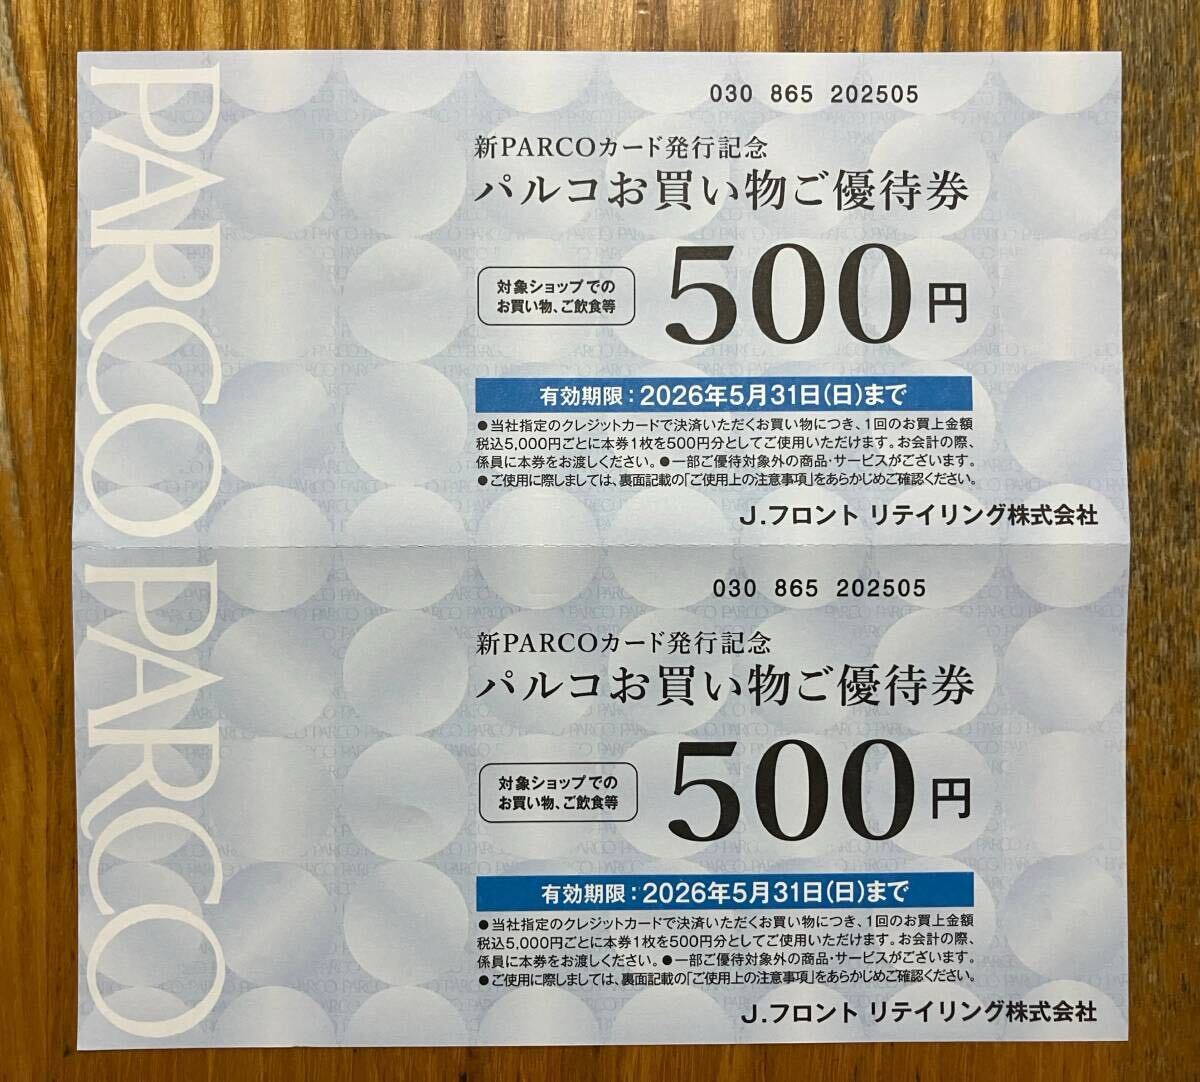 PARCO PARCO
030 865 202505
新PARCOカード発行記念
パルコお買い物ご優待券
対象ショップでの
お買い物、ご飲食等
500円
有効期限:2026年5月31日(日)まで
●当社指定のクレジットカードで決済いただくお買い物につき、1回のお買上金額
税込5,000円ごとに本券1枚を500円分としてご使用いただけます。お会計の際、
係員に本券をお渡しください。●一部ご優待対象外の商品・サービスがございます。
●ご使用に際しましては、裏面記載の「ご使用上の注意事項」をあらかじめご確認ください。
J.フロント リテイリング株式会社
030 865 202505
新PARCOカード発行記念
パルコお買い物ご優待券
対象ショップでの
お買い物、ご飲食等
500円
有効期限:2026年5月31日(日)まで
●当社指定のクレジットカードで決済いただくお買い物につき、1回のお買上金額
税込5,000円ごとに本券1枚を500円分としてご使用いただけます。お会計の際、
係員に本券をお渡しください。●一部ご優待対象外の商品・サービスがございます。
●ご使用に際しましては、裏面記載の「ご使用上の注意事項」をあらかじめご確認ください。
J.フロント リテイリング株式会社